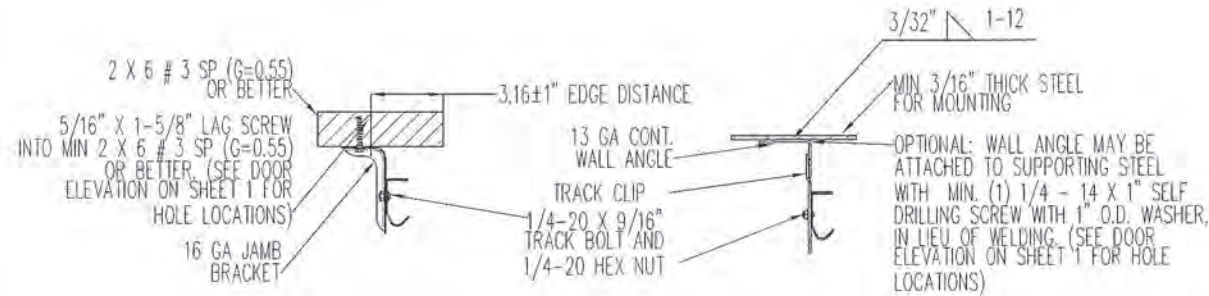 2 X 6 # 3 SP (G=0.55)
OR BETTER
5/16" X 1-5/8" LAG SCREW
INTO MIN 2 X 6 # 3 SP (G=0.55)
OR BETTER. (SEE DOOR
ELEVATION ON SHEET 1 FOR
HOLE LOCATIONS)
16 GA JAMB
BRACKET
3.16±1" EDGE DISTANCE
13 GA CONT.
WALL ANGLE
TRACK CLIP
1/4-20 X 9/16"
TRACK BOLT AND
1/4-20 HEX NUT
3/32" 1-12
MIN 3/16" THICK STEEL
FOR MOUNTING
OPTIONAL: WALL ANGLE MAY BE
ATTACHED TO SUPPORTING STEEL
WITH MIN. (1) 1/4 - 14 X 1" SELF
DRILLING SCREW WITH 1" O.D. WASHER,
IN LIEU OF WELDING. (SEE DOOR
ELEVATION ON SHEET 1 FOR HOLE
LOCATIONS)